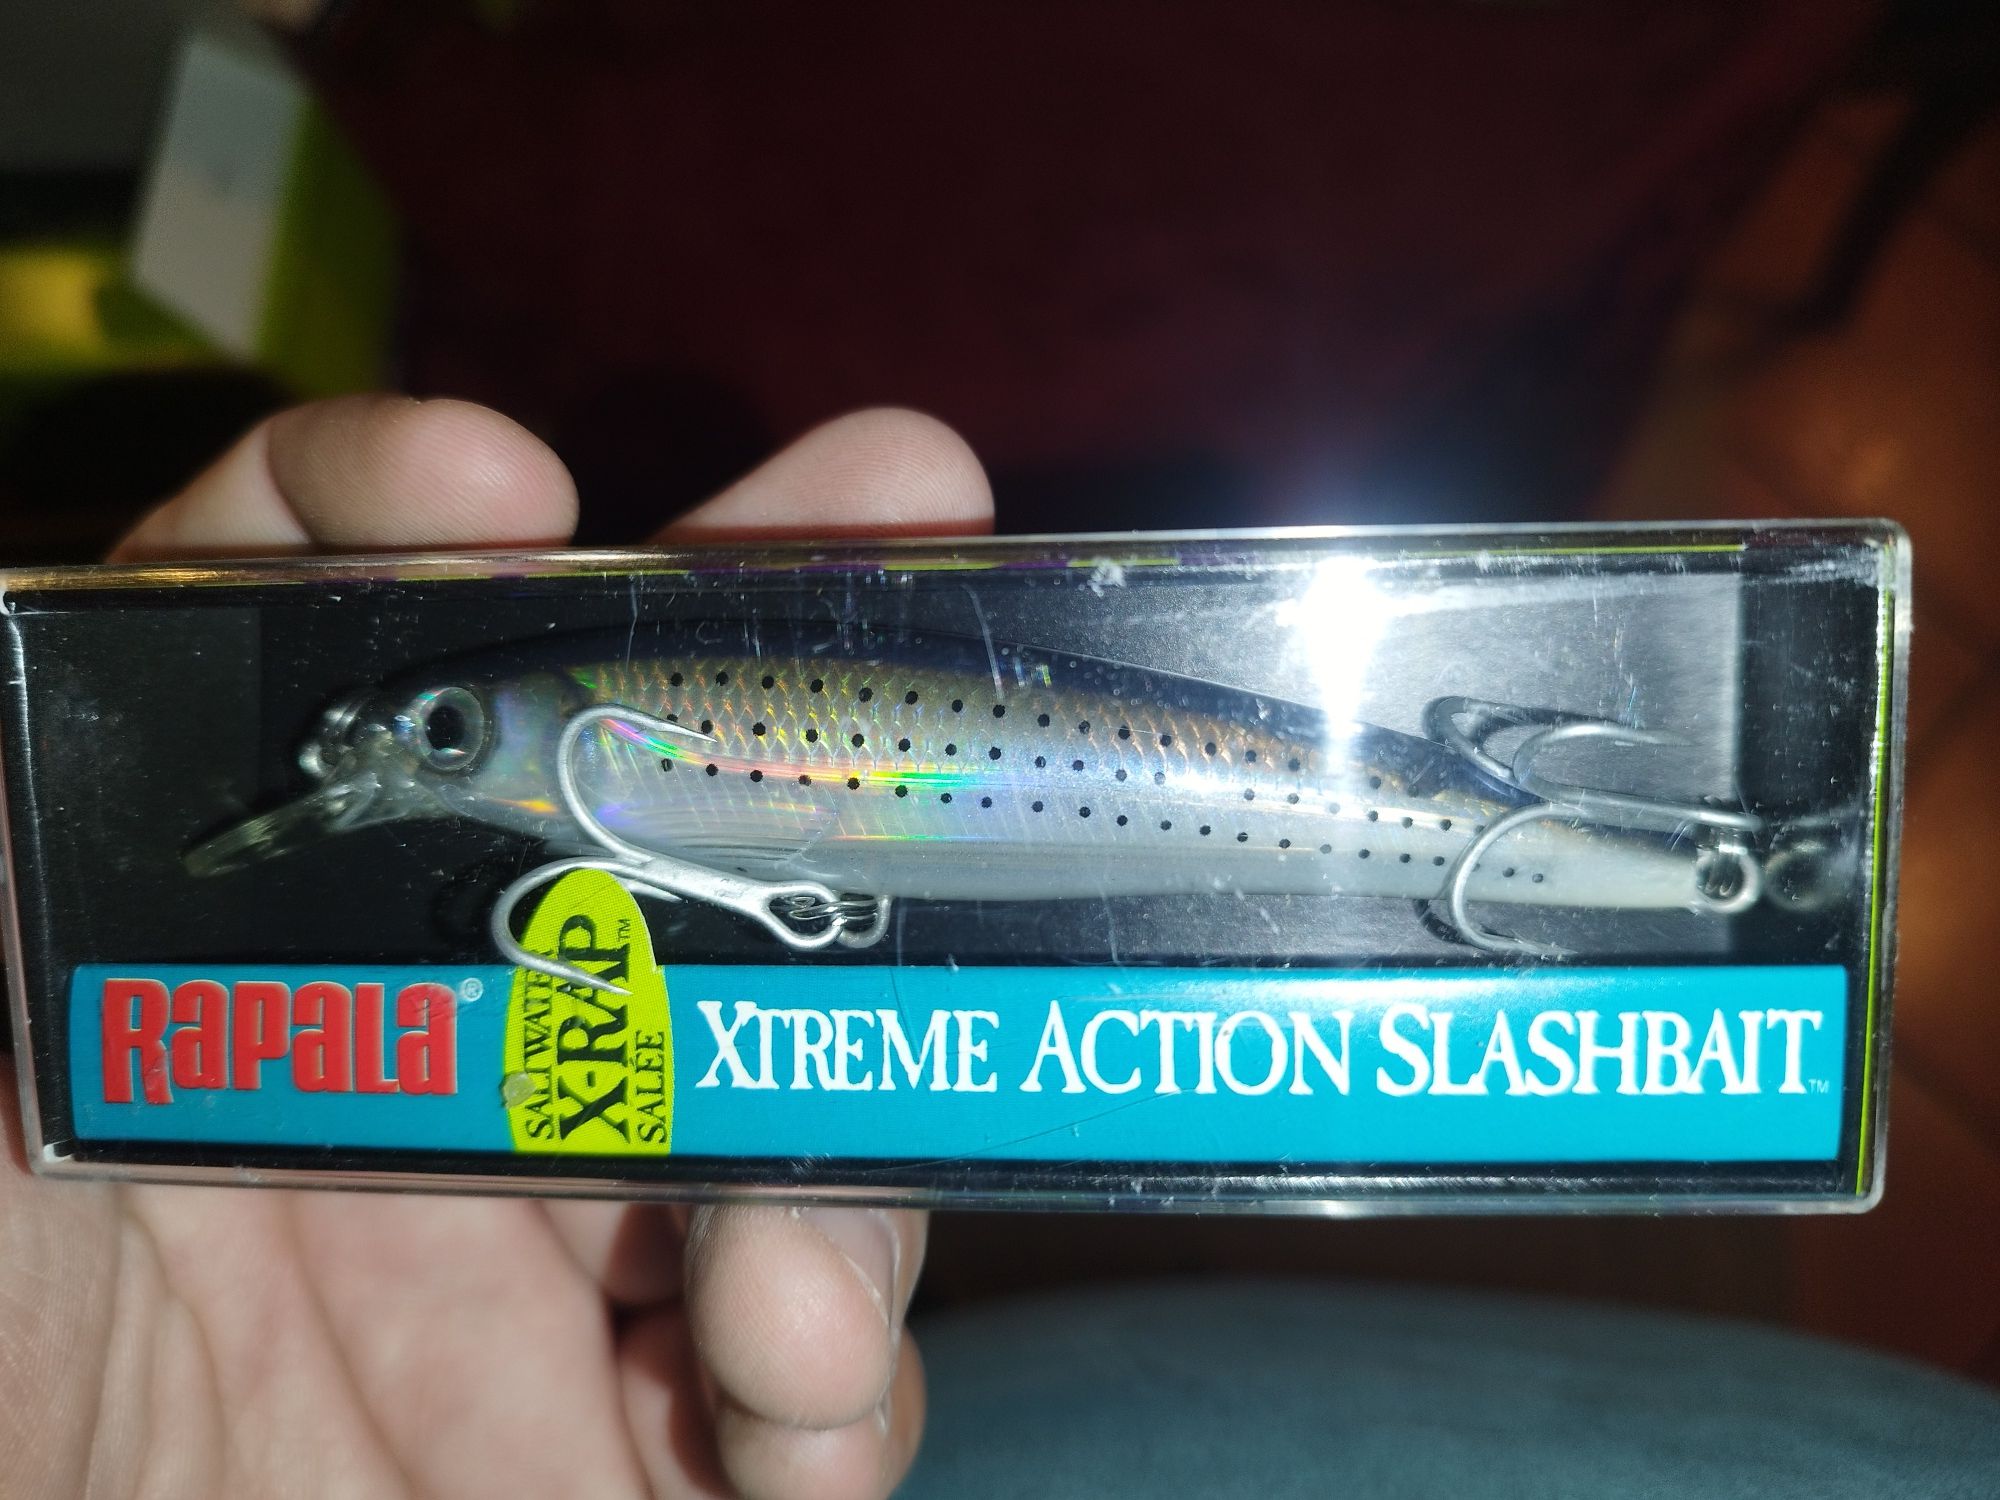 RAPALA®
SALTWATER
X-RAP™
SALÉE
XTREME ACTION SLASHBAIT™